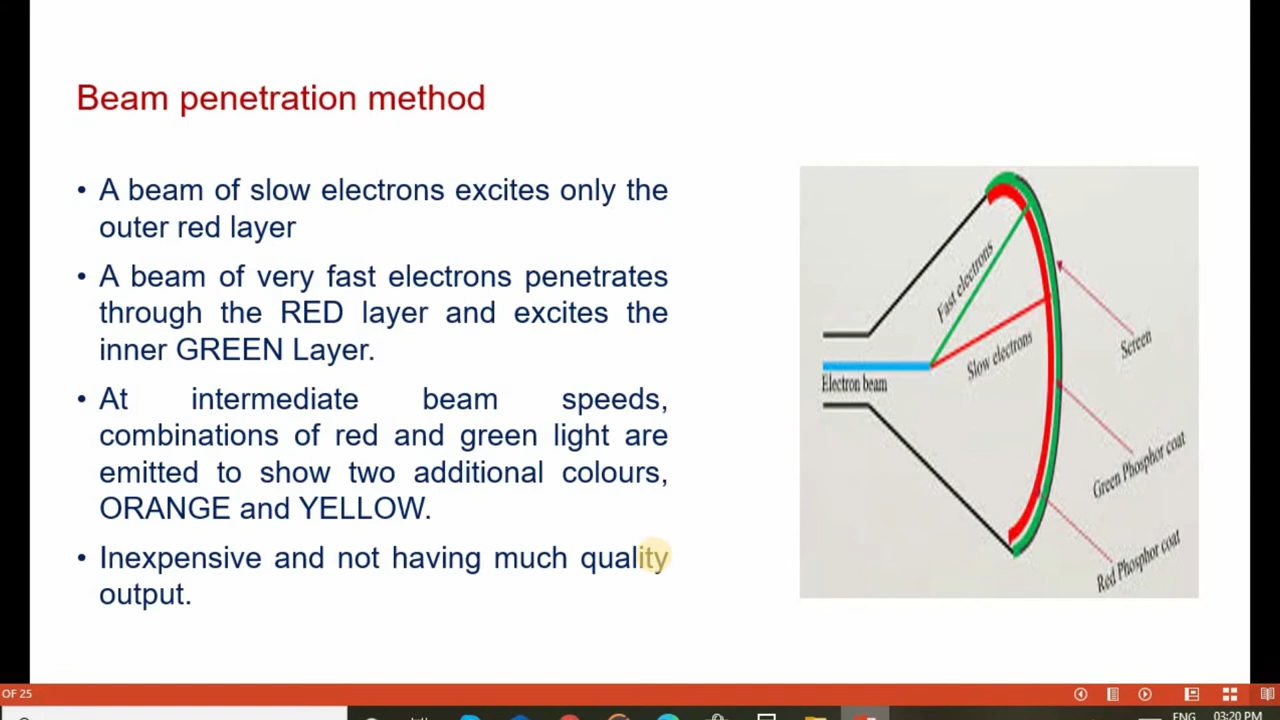 Beam penetration method
• A beam of slow electrons excites only the
outer red layer
• A beam of very fast electrons penetrates
through the RED layer and excites the
inner GREEN Layer.
• At intermediate beam speeds,
combinations of red and green light are
emitted to show two additional colours,
ORANGE and YELLOW.
• Inexpensive and not having much quality
output.
Fast electrons
Slow electrons
Electron beam
Screen
Green Phosphor coat
Red Phosphor coat
OF 25
ENG
03:20 PM